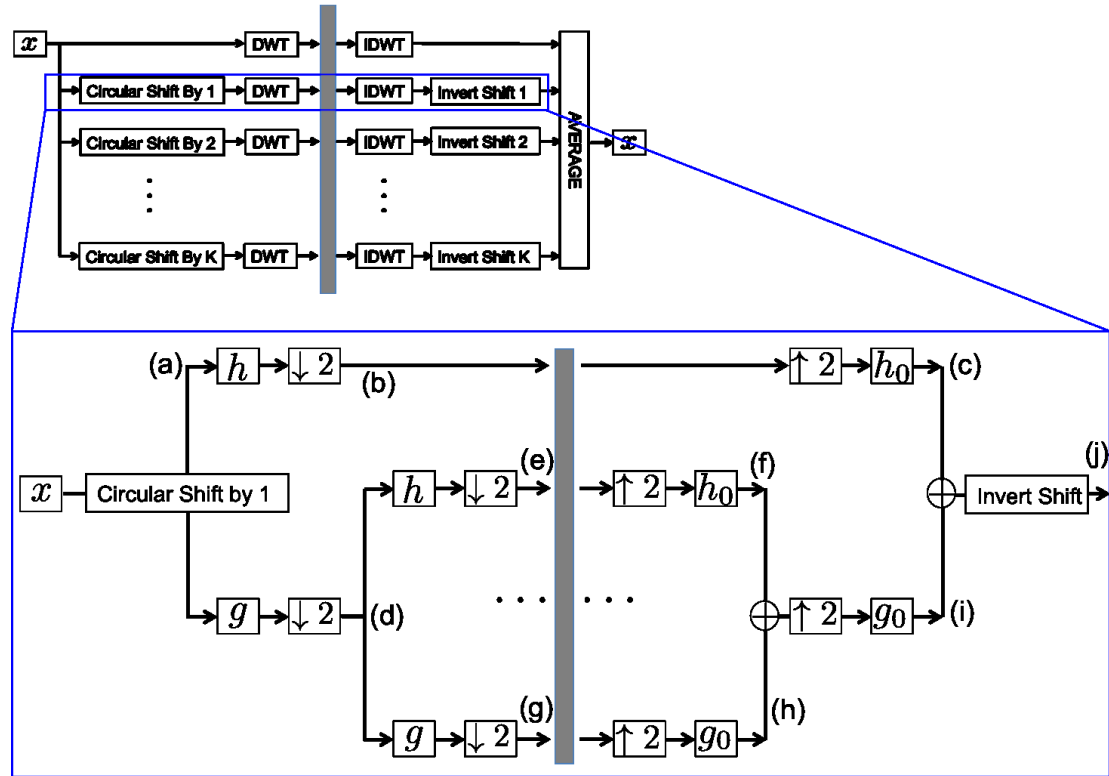 x DWT IDWT
Circular Shift By 1 DWT IDWT Invert Shift 1
Circular Shift By 2 DWT IDWT Invert Shift 2
AVERAGE
x
Circular Shift By K DWT IDWT Invert Shift K
(a) h ↓ 2 (b) ↑ 2 h₀ (c)
x Circular Shift by 1
(e) h ↓ 2 ↑ 2 h₀ (f)
Invert Shift (j)
g ↓ 2 (d) ↑ 2 g₀ (i)
g ↓ 2 (g) ↑ 2 g₀ (h)